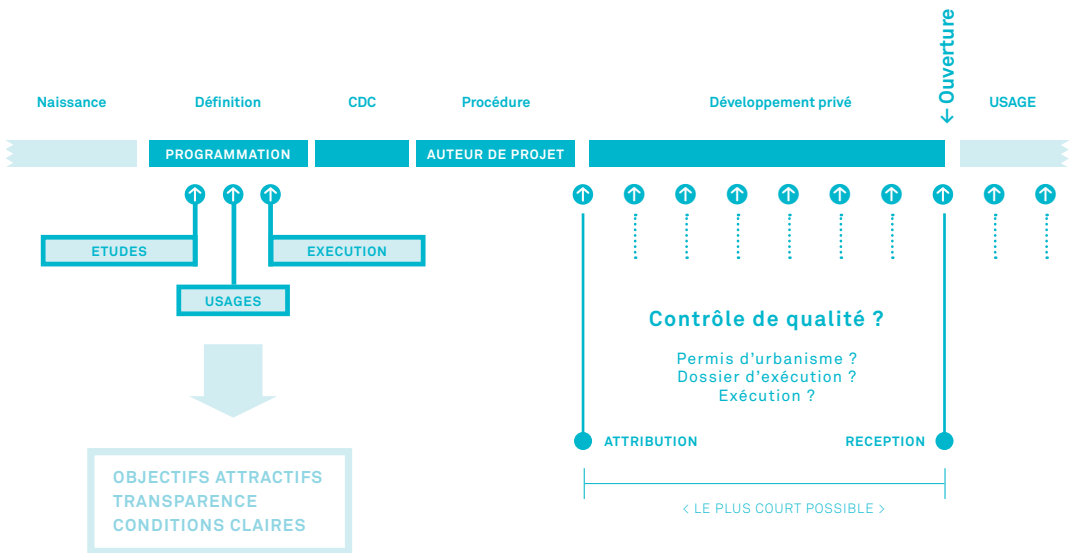 ← Ouverture
Naissance
Définition
CDC
Procédure
Développement privé
USAGE
PROGRAMMATION
AUTEUR DE PROJET
ETUDES
EXECUTION
USAGES
Contrôle de qualité ?
Permis d'urbanisme ?
Dossier d'exécution ?
Exécution ?
ATTRIBUTION
RECEPTION
OBJECTIFS ATTRACTIFS
TRANSPARENCE
CONDITIONS CLAIRES
< LE PLUS COURT POSSIBLE >